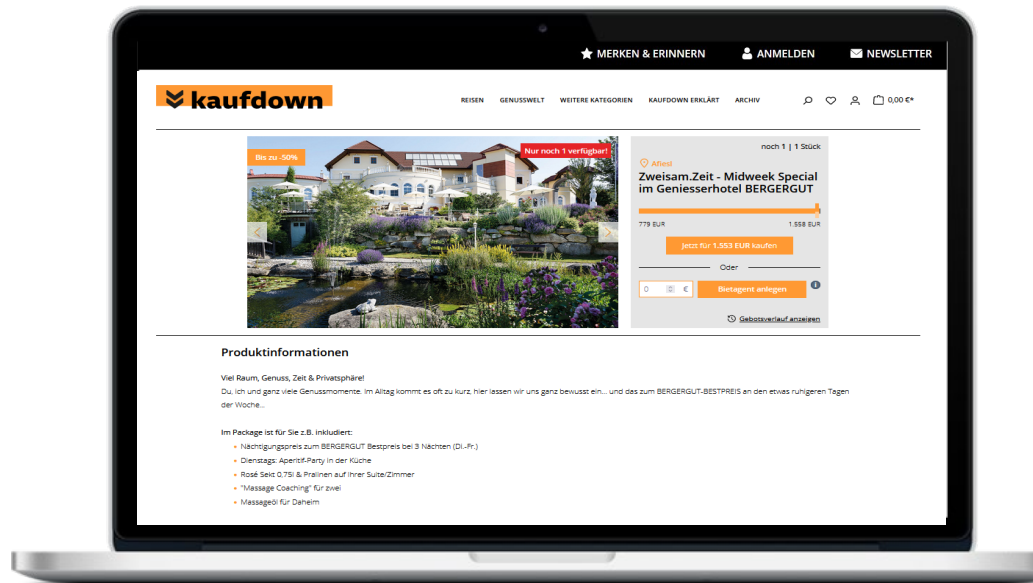 MERKEN & ERINNERN
ANMELDEN
NEWSLETTER
kaufdown
REISEN
GENUSSWELT
WEITERE KATEGORIEN
KAUFDOWN ERKLÄRT
ARCHIV
0,00 €*
Bis zu -50%
Nur noch 1 verfügbar!
noch 1 | 1 Stück
Afiesl
Zweisam.Zeit - Midweek Special
im Geniesserhotel BERGERGUT
779 EUR
1.558 EUR
Jetzt für 1.553 EUR kaufen
Oder
0
€
Bietagent anlegen
Gebotsverlauf anzeigen
Produktinformationen
Viel Raum, Genuss, Zeit & Privatsphäre!
Du, ich und ganz viele Genussmomente. Im Alltag kommt es oft zu kurz, hier lassen wir uns ganz bewusst ein... und das zum BERGERGUT-BESTPREIS an den etwas ruhigeren Tagen
der Woche...
Im Package ist für Sie z.B. inkludiert:
Nächtigungspreis zum BERGERGUT Bestpreis bei 3 Nächten (Di.-Fr.)
Dienstags: Aperitif-Party in der Küche
Rosé Sekt 0,75l & Pralinen auf Ihrer Suite/Zimmer
"Massage Coaching" für zwei
Massageöl für Daheim